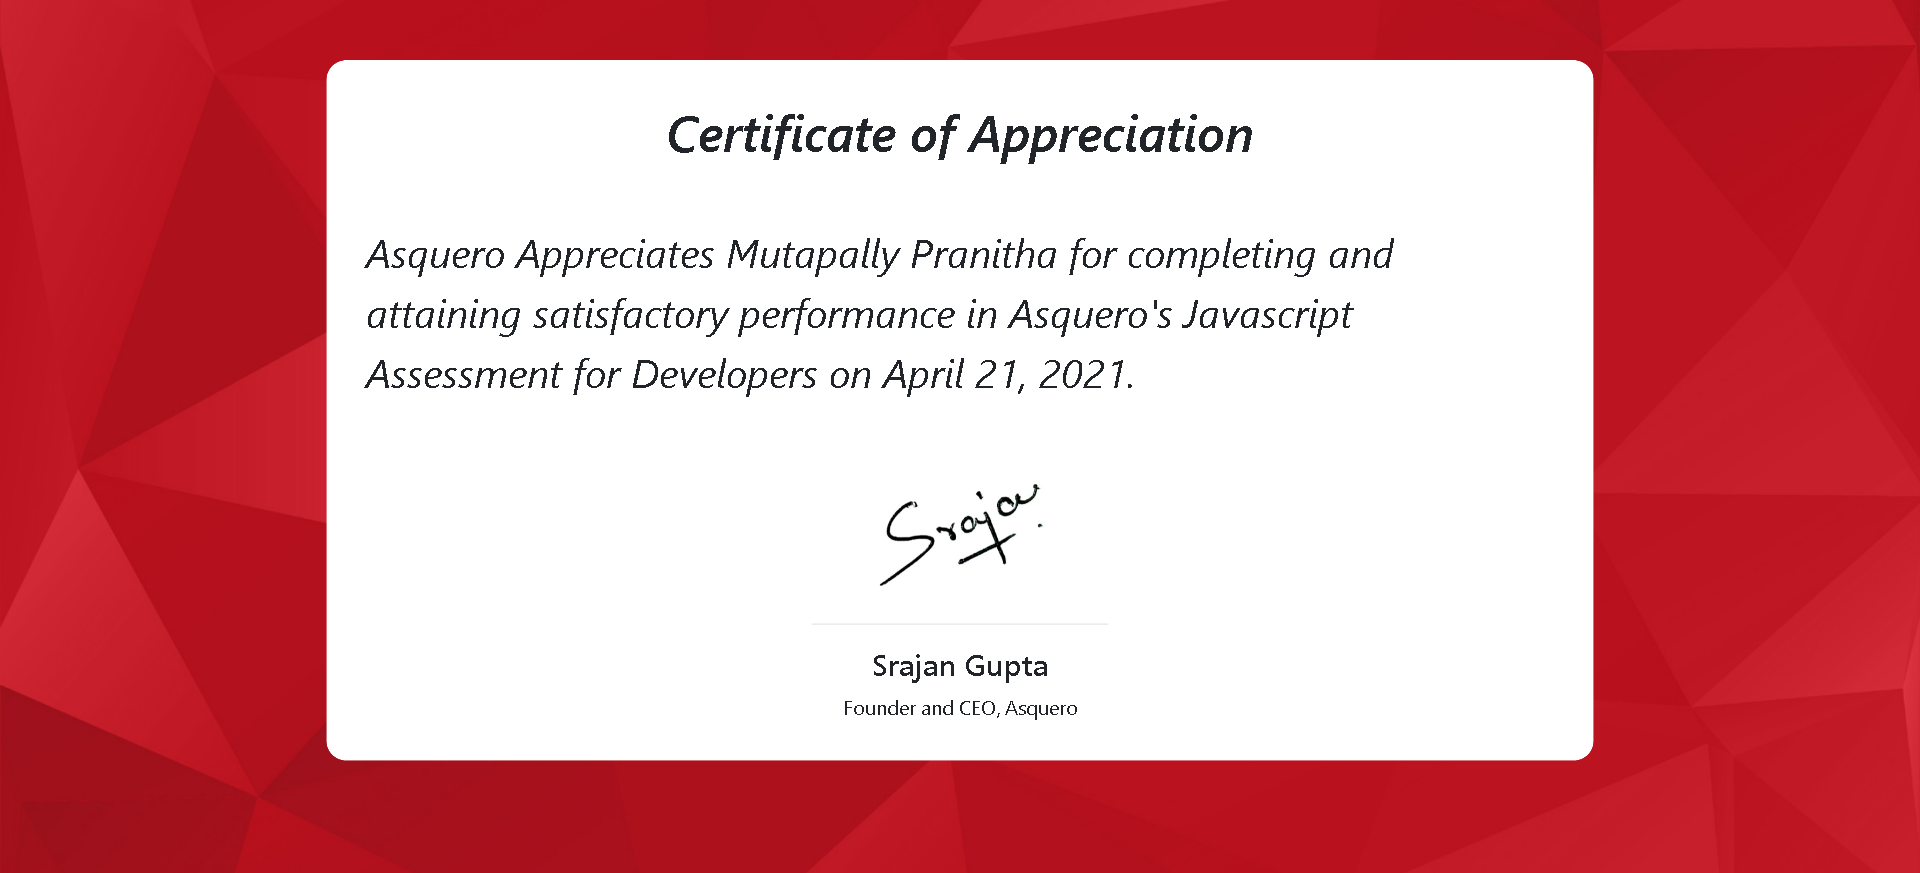 Certificate of Appreciation
Asquero Appreciates Mutapally Pranitha for completing and
attaining satisfactory performance in Asquero's Javascript
Assessment for Developers on April 21, 2021.
Srajan
Srajan Gupta
Founder and CEO, Asquero